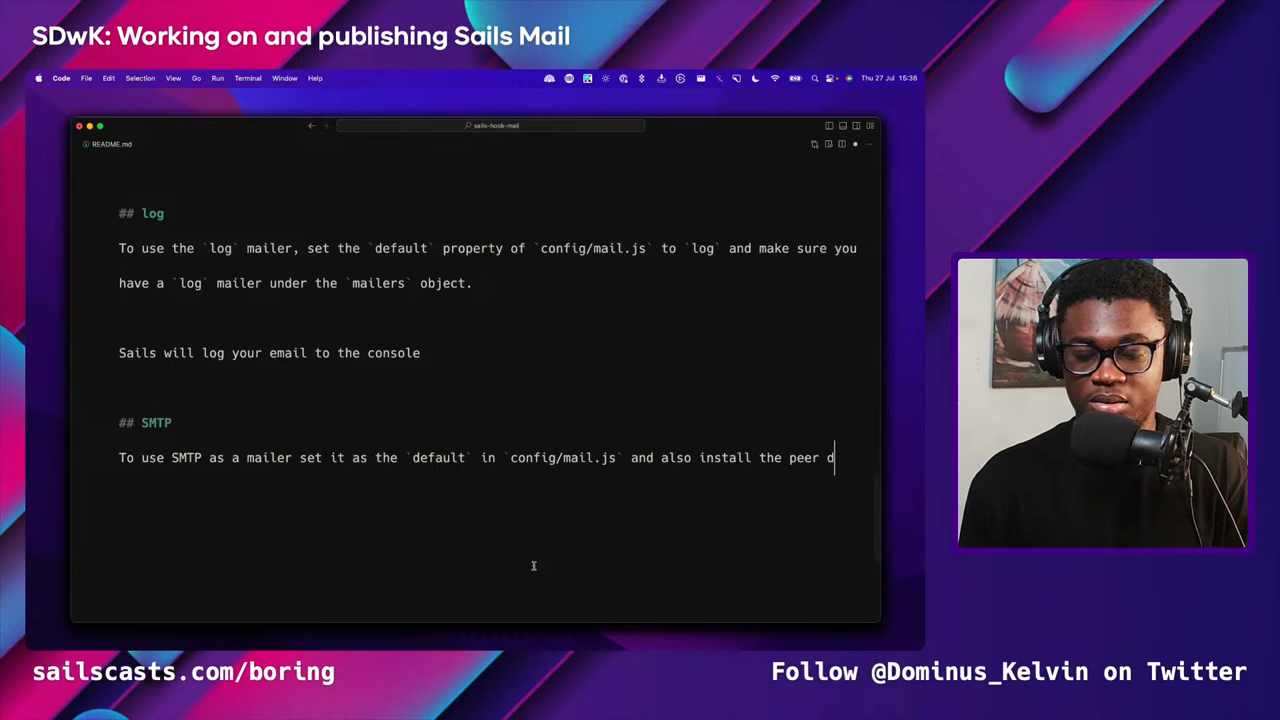 SDwK: Working on and publishing Sails Mail
Code File Edit Selection View Go Run Terminal Window Help Thu 27 Jul 15:38
sails-hook-mail
README.md
## log
To use the `log` mailer, set the `default` property of `config/mail.js` to `log` and make sure you
have a `log` mailer under the `mailers` object.
Sails will log your email to the console
## SMTP
To use SMTP as a mailer set it as the `default` in `config/mail.js` and also install the peer d
sailscasts.com/boring
Follow @Dominus_Kelvin on Twitter